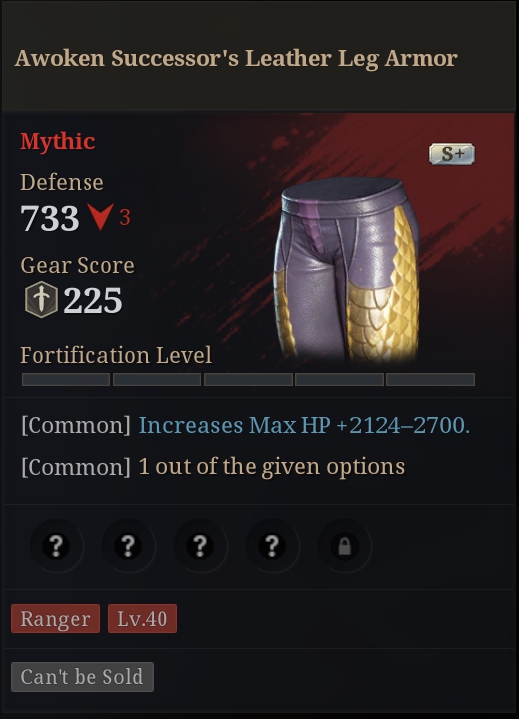 Awoken Successor's Leather Leg Armor
Mythic
S+
Defense
733 3
Gear Score
225
Fortification Level
[Common] Increases Max HP +2124–2700.
[Common] 1 out of the given options
? ? ? ?
Ranger Lv.40
Can't be Sold